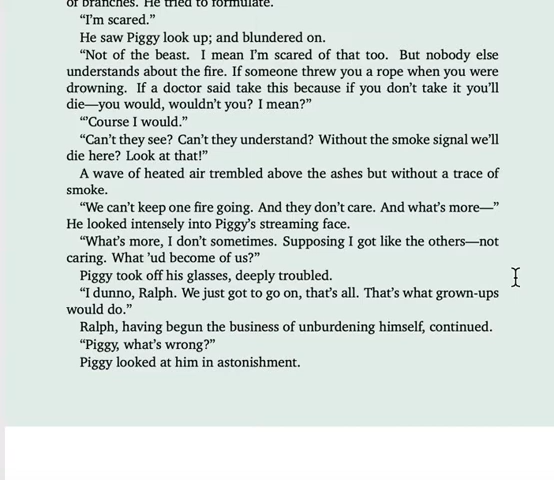 of branches. He tried to formulate.
“I’m scared.”
He saw Piggy look up; and blundered on.
“Not of the beast. I mean I’m scared of that too. But nobody else
understands about the fire. If someone threw you a rope when you were
drowning. If a doctor said take this because if you don’t take it you’ll
die—you would, wouldn’t you? I mean?”
“’Course I would.”
“Can’t they see? Can’t they understand? Without the smoke signal we’ll
die here? Look at that!”
A wave of heated air trembled above the ashes but without a trace of
smoke.
“We can’t keep one fire going. And they don’t care. And what’s more—”
He looked intensely into Piggy’s streaming face.
“What’s more, I don’t sometimes. Supposing I got like the others—not
caring. What ’ud become of us?”
Piggy took off his glasses, deeply troubled.
“I dunno, Ralph. We just got to go on, that’s all. That’s what grown-ups
would do.”
Ralph, having begun the business of unburdening himself, continued.
“Piggy, what’s wrong?”
Piggy looked at him in astonishment.